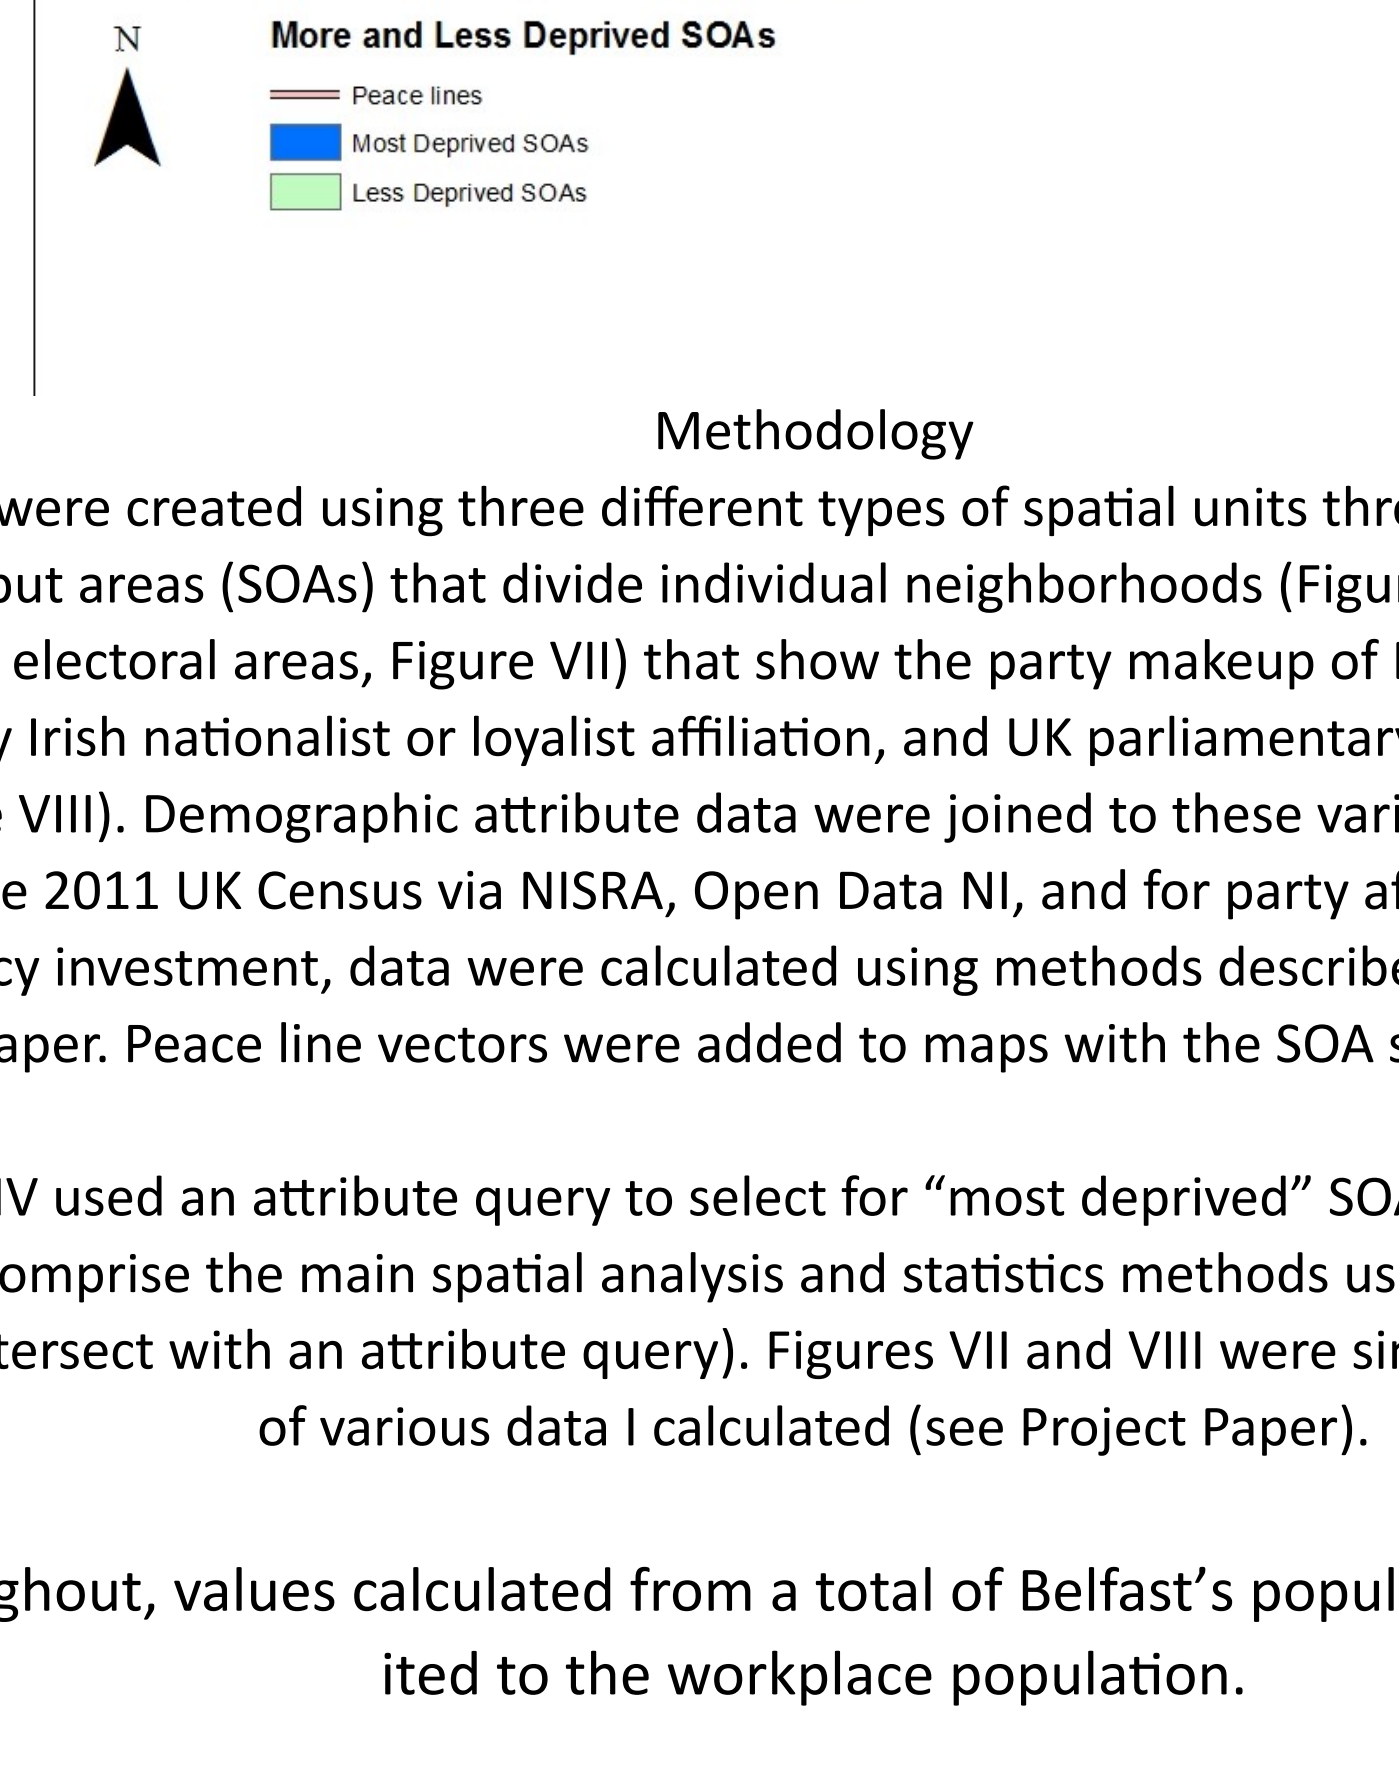 N
More and Less Deprived SOAs
Peace lines
Most Deprived SOAs
Less Deprived SOAs
Methodology
were created using three different types of spatial units thr
put areas (SOAs) that divide individual neighborhoods (Figu
electoral areas, Figure VII) that show the party makeup of
y Irish nationalist or loyalist affiliation, and UK parliamentary
e VIII). Demographic attribute data were joined to these vari
e 2011 UK Census via NISRA, Open Data NI, and for party af
cy investment, data were calculated using methods describe
aper. Peace line vectors were added to maps with the SOA s
IV used an attribute query to select for “most deprived” SOA
omprise the main spatial analysis and statistics methods us
tersect with an attribute query). Figures VII and VIII were sin
of various data I calculated (see Project Paper).
ghout, values calculated from a total of Belfast’s popul
ited to the workplace population.